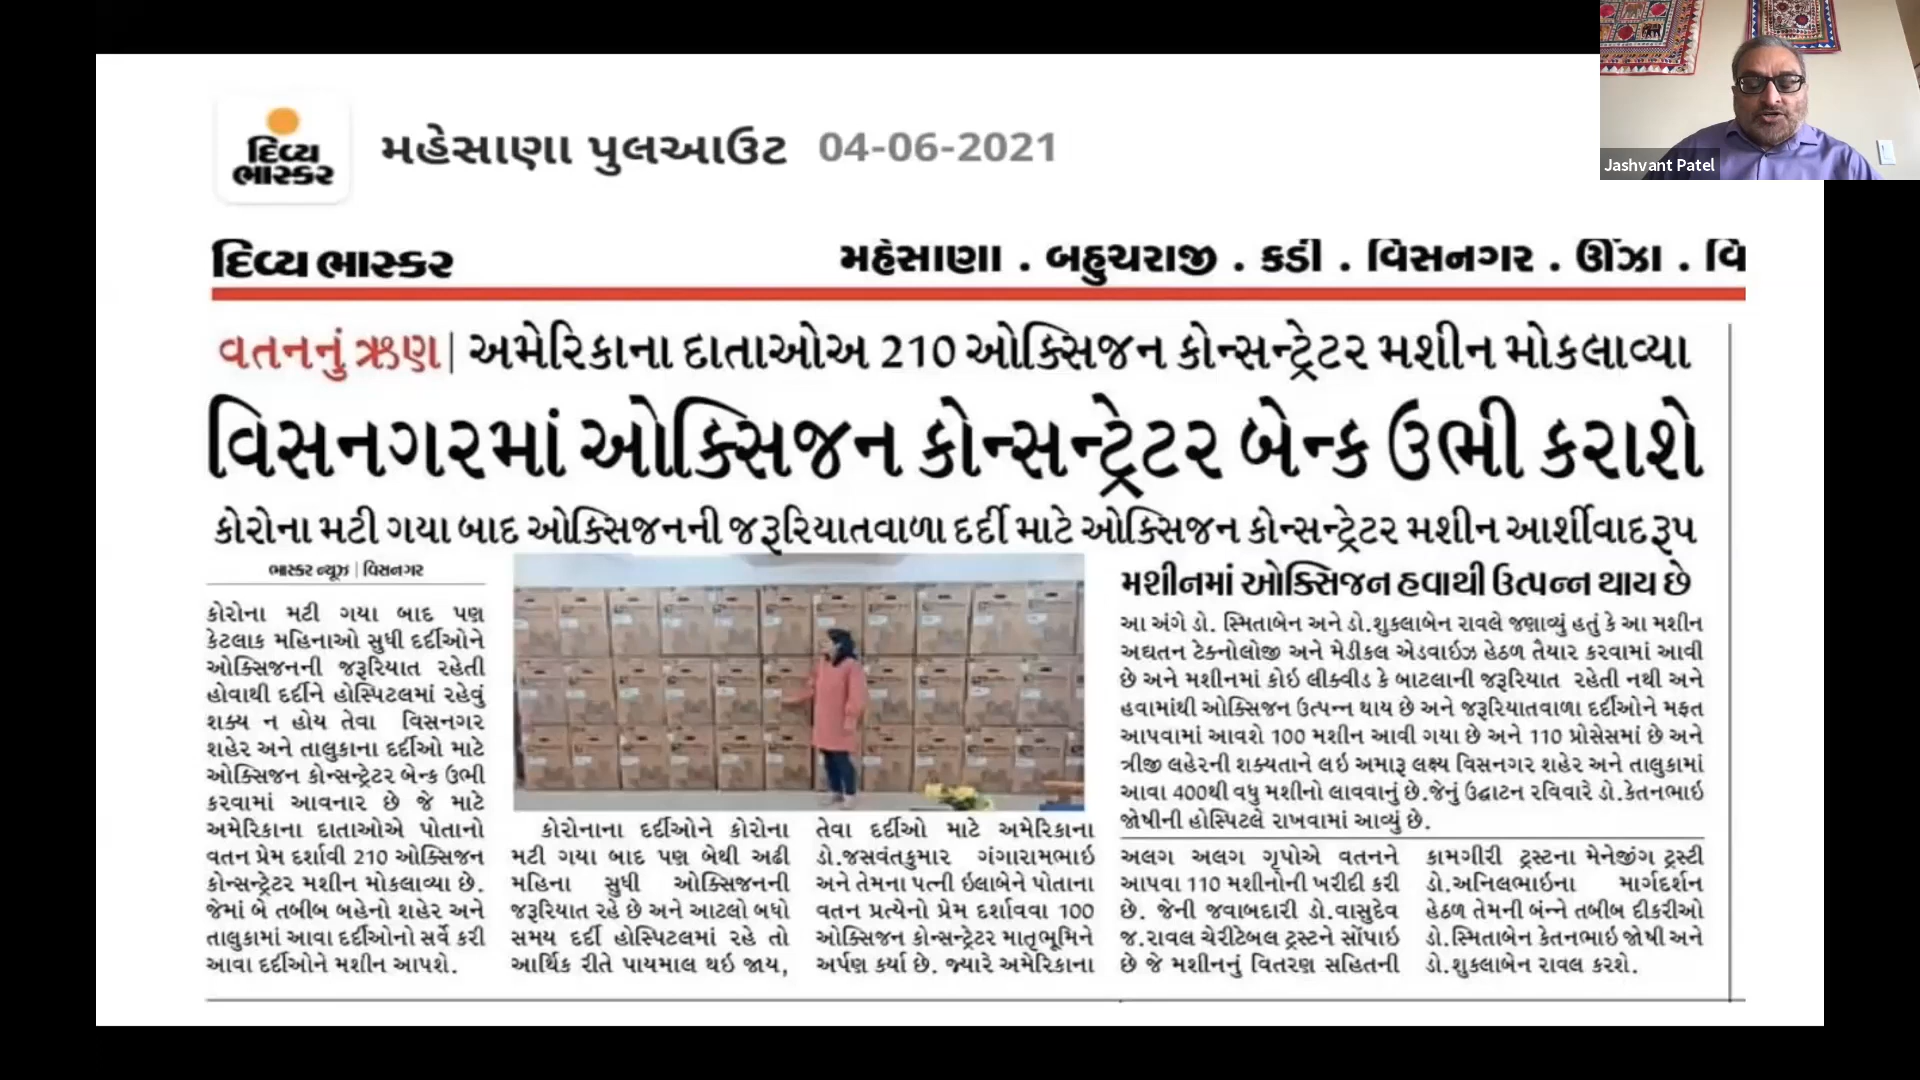 દિવ્ય
ભાસ્કર
મહેસાણા પુલઆઉટ 04-06-2021
Jashvant Patel
દિવ્ય ભાસ્કર
મહેસાણા . બહુચરાજી . કડી . વિસનગર . ઊંઝા . વિ
વતનનું ઋણ | અમેરિકાના દાતાઓઅ 210 ઓક્સિજન કોન્સન્ટ્રેટર મશીન મોકલાવ્યા
વિસનગરમાં ઓક્સિજન કોન્સન્ટ્રેટર બેન્ક ઉભી કરાશે
કોરોના મટી ગયા બાદ ઓક્સિજનની જરૂરિયાતવાળા દર્દી માટે ઓક્સિજન કોન્સન્ટ્રેટર મશીન આર્શીવાદરૂપ
ભાસ્કર ન્યૂઝ | વિસનગર
કોરોના મટી ગયા બાદ પણ
કેટલાક મહિનાઓ સુધી દર્દીઓને
ઓક્સિજનની જરૂરિયાત રહેતી
હોવાથી દર્દીને હોસ્પિટલમાં રહેવું
શક્ય ન હોય તેવા વિસનગર
શહેર અને તાલુકાના દર્દીઓ માટે
ઓક્સિજન કોન્સન્ટ્રેટર બેન્ક ઉભી
કરવામાં આવનાર છે જે માટે
અમેરિકાના દાતાઓએ પોતાનો
વતન પ્રેમ દર્શાવી 210 ઓક્સિજન
કોન્સન્ટ્રેટર મશીન મોકલાવ્યા છે.
જેમાં બે તબીબ બહેનો શહેર અને
તાલુકામાં આવા દર્દીઓનો સર્વે કરી
આવા દર્દીઓને મશીન આપશે.
કોરોનાના દર્દીઓને કોરોના
મટી ગયા બાદ પણ બેથી અઢી
મહિના સુધી ઓક્સિજનની
જરૂરિયાત રહે છે અને આટલો બધો
સમય દર્દી હોસ્પિટલમાં રહે તો
આર્થિક રીતે પાયમાલ થઇ જાય,
તેવા દર્દીઓ માટે અમેરિકાના
ડો.જસવંતકુમાર ગંગારામભાઇ
અને તેમના પત્ની ઇલાબેને પોતાના
વતન પ્રત્યેનો પ્રેમ દર્શાવવા 100
ઓક્સિજન કોન્સન્ટ્રેટર માતૃભૂમિને
અર્પણ કર્યા છે. જ્યારે અમેરિકાના
મશીનમાં ઓક્સિજન હવાથી ઉત્પન્ન થાય છે
આ અંગે ડો. સ્મિતાબેન અને ડો.શુક્લાબેન રાવલે જણાવ્યું હતું કે આ મશીન
અદ્યતન ટેક્નોલોજી અને મેડીકલ એડવાઇઝ હેઠળ તૈયાર કરવામાં આવી
છે અને મશીનમાં કોઇ લીક્વીડ કે બાટલાની જરૂરિયાત રહેતી નથી અને
હવામાંથી ઓક્સિજન ઉત્પન્ન થાય છે અને જરૂરિયાતવાળા દર્દીઓને મફત
આપવામાં આવશે 100 મશીન આવી ગયા છે અને 110 પ્રોસેસમાં છે અને
ત્રીજી લહેરની શક્યતાને લઇ અમારૂ લક્ષ્ય વિસનગર શહેર અને તાલુકામાં
આવા 400થી વધુ મશીનો લાવવાનું છે.જેનું ઉદ્ઘાટન રવિવારે ડો.કેતનભાઇ
જોષીની હોસ્પિટલે રાખવામાં આવ્યું છે.
અલગ અલગ ગૃપોએ વતનને
આપવા 110 મશીનોની ખરીદી કરી
છે. જેની જવાબદારી ડો.વાસુદેવ
જ.રાવલ ચેરીટેબલ ટ્રસ્ટને સોંપાઇ
છે જે મશીનનું વિતરણ સહિતની
કામગીરી ટ્રસ્ટના મેનેજીંગ ટ્રસ્ટી
ડો.અનિલભાઇના માર્ગદર્શન
હેઠળ તેમની બંન્ને તબીબ દીકરીઓ
ડો.સ્મિતાબેન કેતનભાઇ જોષી અને
ડો.શુક્લાબેન રાવલ કરશે.